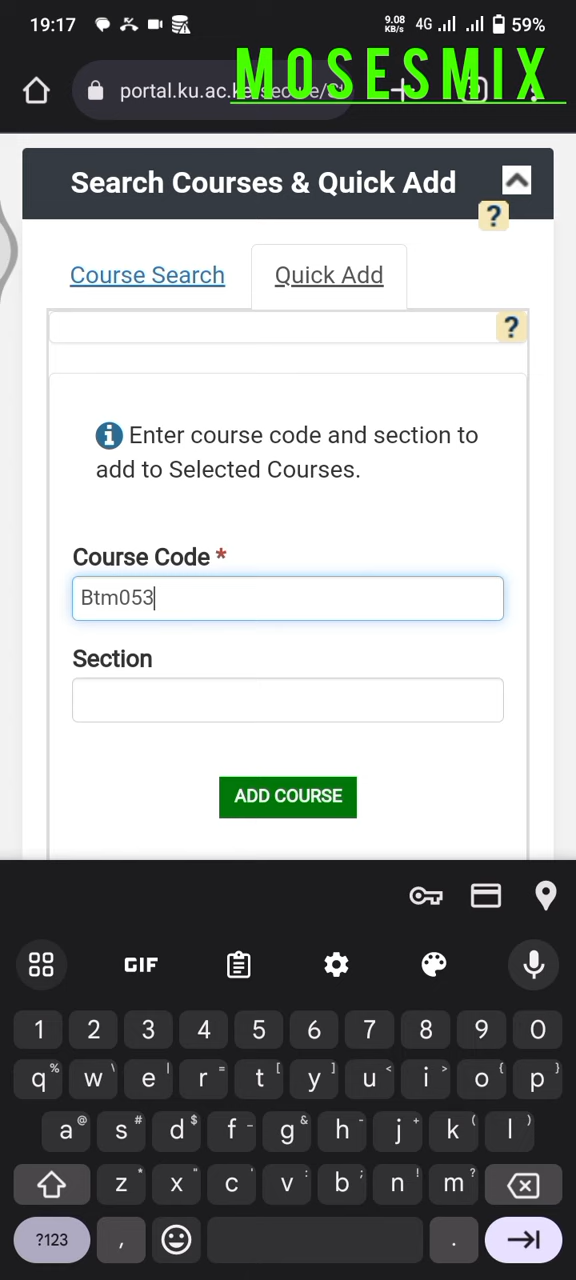 19:17 9.08 KB/s 4G 59%
MOSESMIX
portal.ku.ac.ke
Search Courses & Quick Add
?
Course Search Quick Add
?
Enter course code and section to
add to Selected Courses.
Course Code *
Btm053
Section
ADD COURSE
GIF
1 2 3 4 5 6 7 8 9 0
q % w \ e | r = t [ y ] u < i > o { p }
a @ s # d $ f - g & h - j + k ( l )
z * x " c ' v : b ; n ! m ?
?123 , .